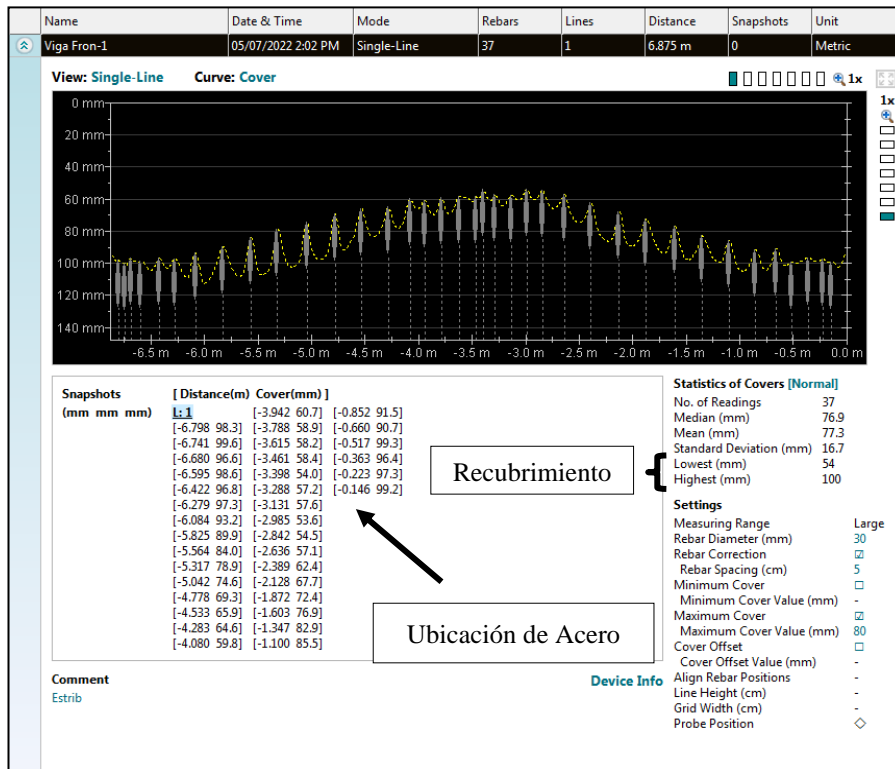 Name Date & Time Mode Rebars Lines Distance Snapshots Unit
Viga Fron-1 05/07/2022 2:02 PM Single-Line 37 1 6.875 m 0 Metric
View: Single-Line Curve: Cover 1x
1x
0 mm
20 mm
40 mm
60 mm
80 mm
100 mm
120 mm
140 mm
-6.5 m -6.0 m -5.5 m -5.0 m -4.5 m -4.0 m -3.5 m -3.0 m -2.5 m -2.0 m -1.5 m -1.0 m -0.5 m 0.0 m
Snapshots [ Distance(m) Cover(mm) ]
(mm mm mm) L: 1 [-3.942 60.7] [-0.852 91.5]
[-6.798 98.3] [-3.788 58.9] [-0.660 90.7]
[-6.741 99.6] [-3.615 58.2] [-0.517 99.3]
[-6.680 96.6] [-3.461 58.4] [-0.363 96.4]
[-6.595 98.6] [-3.398 54.0] [-0.223 97.3]
[-6.422 96.8] [-3.288 57.2] [-0.146 99.2]
[-6.279 97.3] [-3.131 57.6]
[-6.084 93.2] [-2.985 53.6]
[-5.825 89.9] [-2.842 54.5]
[-5.564 84.0] [-2.636 57.1]
[-5.317 78.9] [-2.389 62.4]
[-5.042 74.6] [-2.128 67.7]
[-4.778 69.3] [-1.872 72.4]
[-4.533 65.9] [-1.603 76.9]
[-4.283 64.6] [-1.347 82.9]
[-4.080 59.8] [-1.100 85.5]
Recubrimiento
Ubicación de Acero
Statistics of Covers [Normal]
No. of Readings 37
Median (mm) 76.9
Mean (mm) 77.3
Standard Deviation (mm) 16.7
Lowest (mm) 54
Highest (mm) 100
Settings
Measuring Range Large
Rebar Diameter (mm) 30
Rebar Correction ☑
Rebar Spacing (cm) 5
Minimum Cover ☐
Minimum Cover Value (mm) -
Maximum Cover ☑
Maximum Cover Value (mm) 80
Cover Offset ☐
Cover Offset Value (mm) -
Align Rebar Positions -
Line Height (cm) -
Grid Width (cm) -
Probe Position ◇
Comment Device Info
Estrib